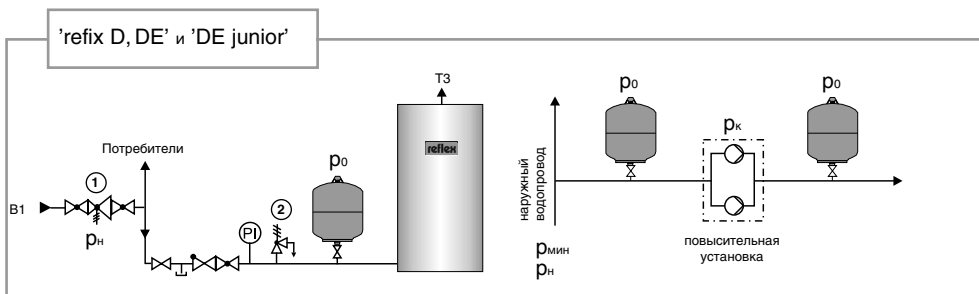 'refix D, DE' и 'DE junior'
Т3
p₀
p₀
pк
Потребители
reflex
p₀
1
2
В1
PI
pн
наружный
водопровод
pмин
pн
повысительная
установка